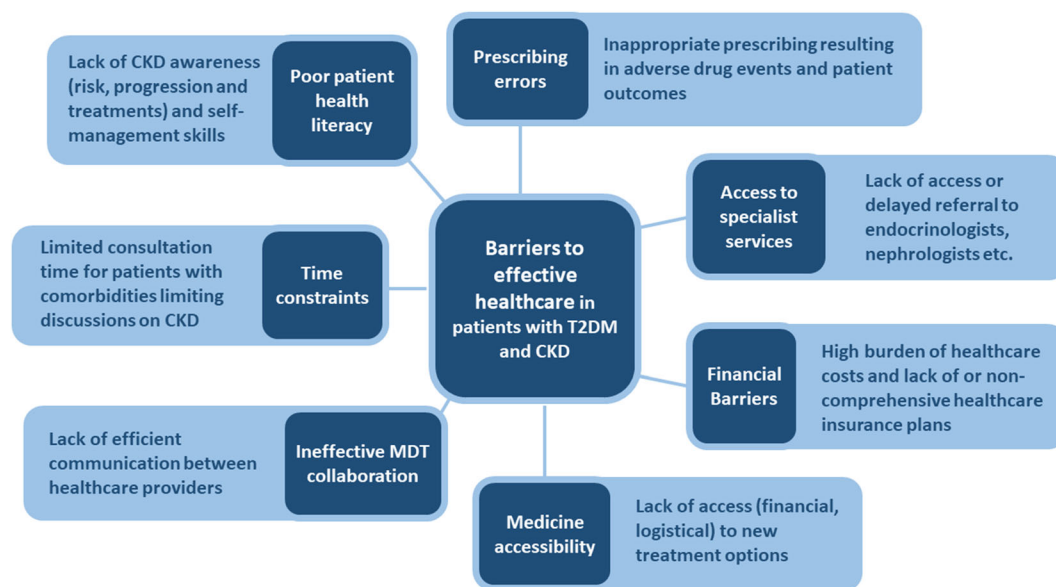 Lack of CKD awareness
(risk, progression and
treatments) and self-
management skills
Poor patient
health
literacy
Prescribing
errors
Inappropriate prescribing resulting
in adverse drug events and patient
outcomes
Access to
specialist
services
Lack of access or
delayed referral to
endocrinologists,
nephrologists etc.
Limited consultation
time for patients with
comorbidities limiting
discussions on CKD
Time
constraints
Barriers to
effective
healthcare in
patients with T2DM
and CKD
Financial
Barriers
High burden of healthcare
costs and lack of or non-
comprehensive healthcare
insurance plans
Lack of efficient
communication between
healthcare providers
Ineffective MDT
collaboration
Medicine
accessibility
Lack of access (financial,
logistical) to new
treatment options